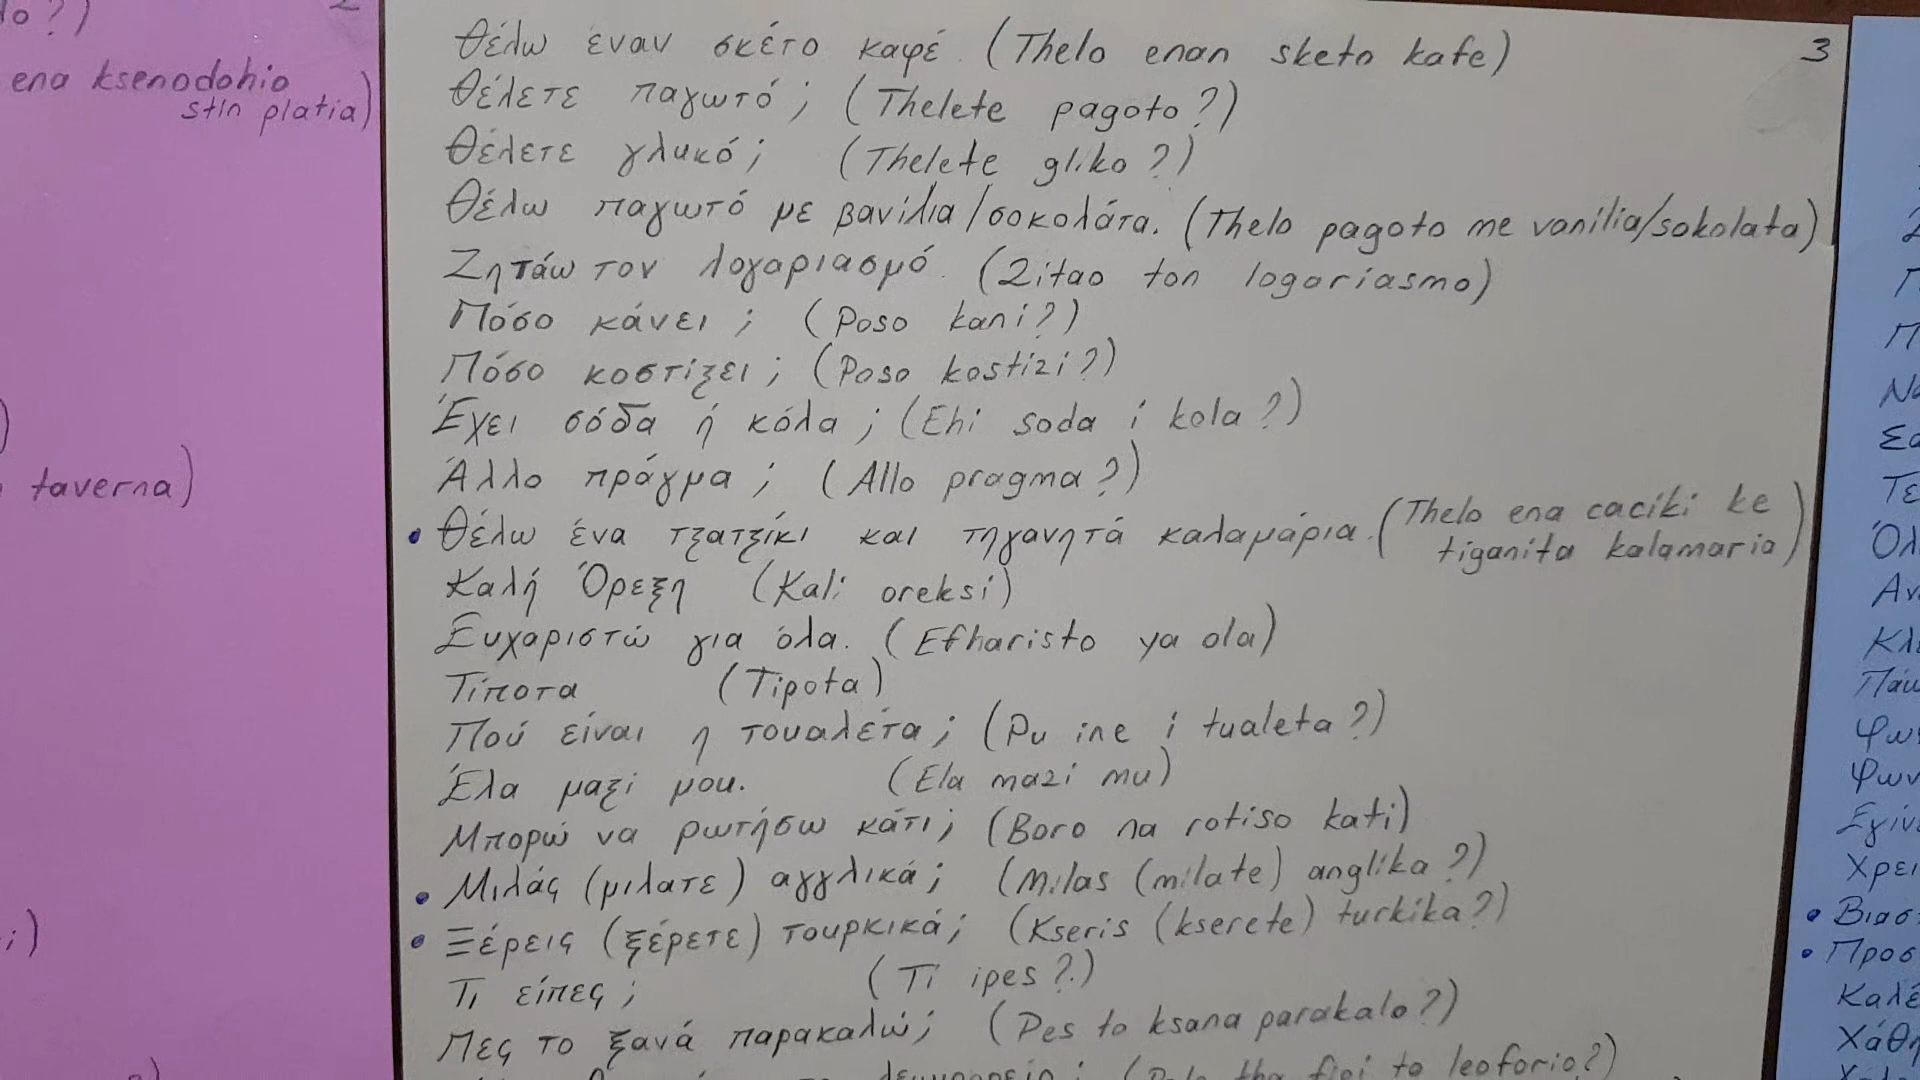 ena ksenodohio
stin platia)
taverna)
3
Θέλω έναν σκέτο καφέ. (Thelo enan sketo kafe)
Θέλετε παγωτό; (Thelete pagoto?)
Θέλετε γλυκό; (Thelete gliko?)
Θέλω παγωτό με βανίλια/σοκολάτα. (Thelo pagoto me vanilia/sokolata)
Ζητάω τον λογαριασμό. (Zitao ton logariasmo)
Πόσο κάνει; (Poso kani?)
Πόσο κοστίζει; (Poso kostizi?)
Έχει σόδα ή κόλα; (Ehi soda i kola?)
Άλλο πράγμα; (Allo pragma?)
• Θέλω ένα τζατζίκι και τηγανητά καλαμάρια. (Thelo ena caciki ke
tiganita kalamaria)
Καλή Όρεξη (Kali oreksi)
Ευχαριστώ για όλα. (Efharisto ya ola)
Τίποτα (Tipota)
Πού είναι η τουαλέτα; (Pu ine i tualeta?)
Έλα μαζί μου. (Ela mazi mu)
Μπορώ να ρωτήσω κάτι; (Boro na rotiso kati)
• Μιλάς (μιλατε) αγγλικά; (Milas (milate) anglika?)
• Ξέρεις (ξέρετε) τουρκικά; (Kseris (kserete) turkika?)
Τι είπες; (Ti ipes?)
Πες το ξανά παρακαλώ; (Pes to ksana parakalo?)
to leoforio?)